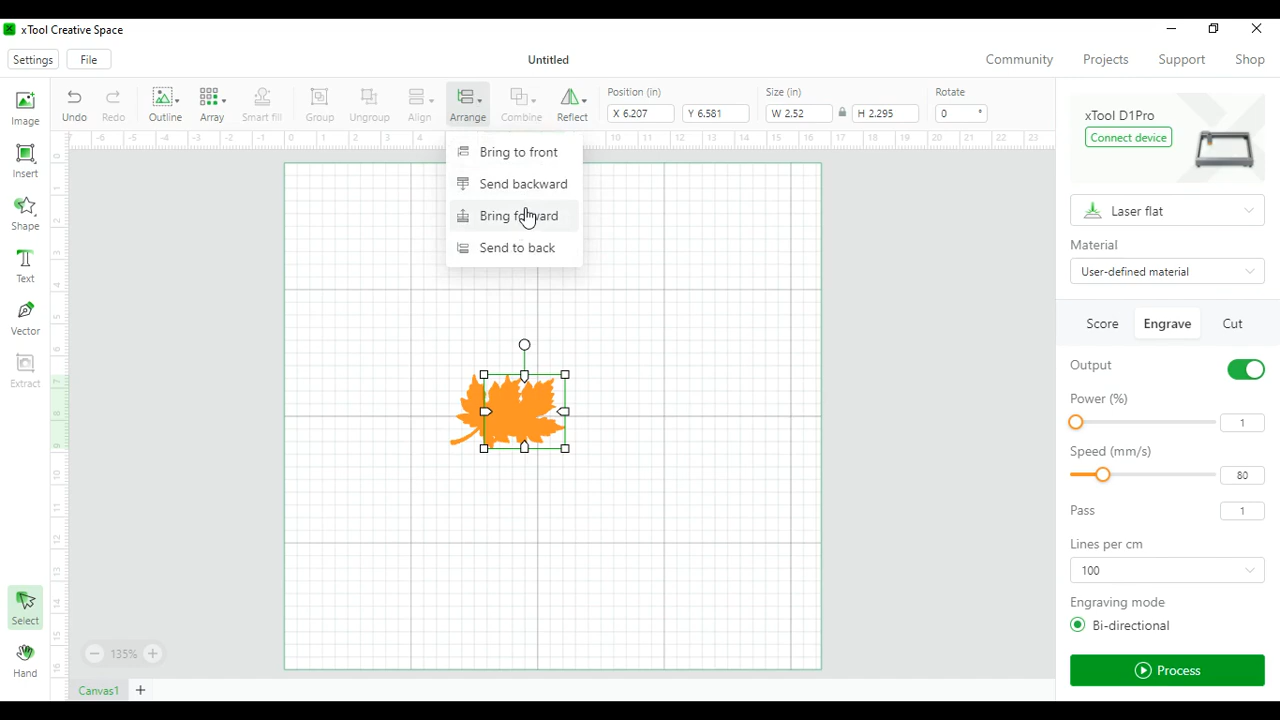 xTool Creative Space
Settings File Untitled Community Projects Support Shop
Image Undo Redo Outline Array Smart fill Group Ungroup Align Arrange Combine Reflect
Position (in) Size (in) Rotate
X 6.207 Y 6.581 W 2.52 H 2.295 0 °
Insert
Shape
Text
Vector
Extract
Select
Hand
Bring to front
Send backward
Bring forward
Send to back
135%
Canvas1
xTool D1Pro
Connect device
Laser flat
Material
User-defined material
Score Engrave Cut
Output
Power (%)
1
Speed (mm/s)
80
Pass 1
Lines per cm
100
Engraving mode
Bi-directional
Process